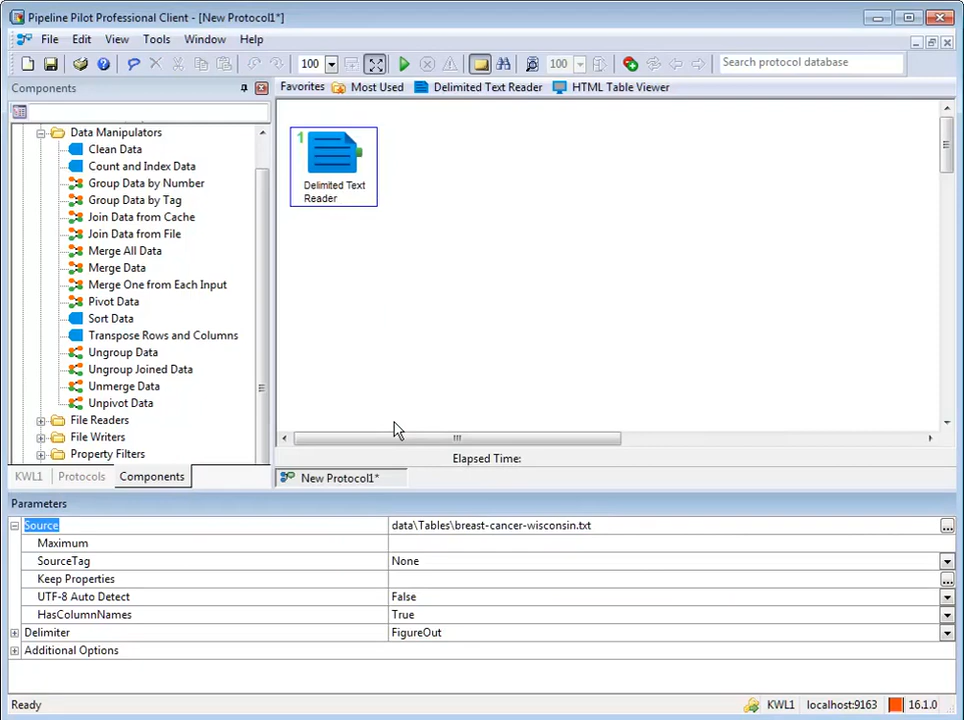 Pipeline Pilot Professional Client - [New Protocol1*]
File Edit View Tools Window Help
100 100 Search protocol database
Components
Favorites Most Used Delimited Text Reader HTML Table Viewer
Data Manipulators
Clean Data
Count and Index Data
Group Data by Number
Group Data by Tag
Join Data from Cache
Join Data from File
Merge All Data
Merge Data
Merge One from Each Input
Pivot Data
Sort Data
Transpose Rows and Columns
Ungroup Data
Ungroup Joined Data
Unmerge Data
Unpivot Data
File Readers
File Writers
Property Filters
1
Delimited Text
Reader
Elapsed Time:
KWL1 Protocols Components
New Protocol1*
Parameters
Source data\Tables\breast-cancer-wisconsin.txt
Maximum
SourceTag None
Keep Properties
UTF-8 Auto Detect False
HasColumnNames True
Delimiter FigureOut
Additional Options
Ready KWL1 localhost:9163 16.1.0